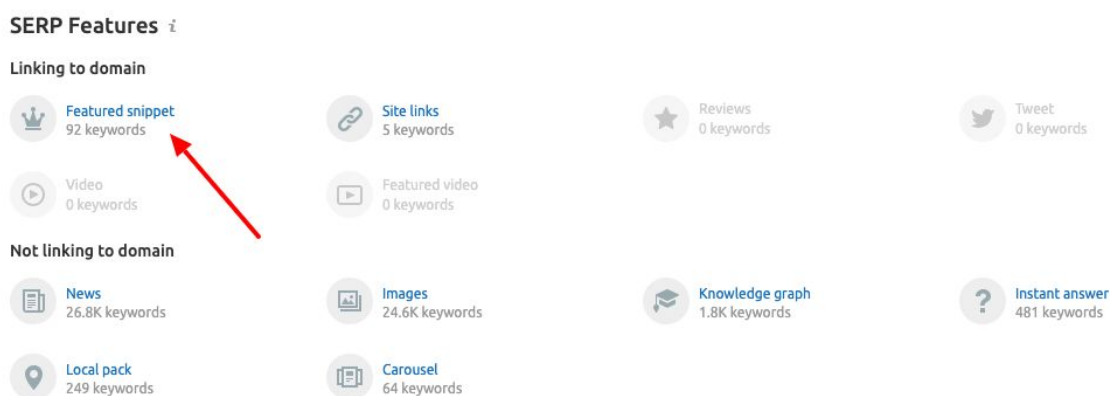 SERP Features i
Linking to domain
Featured snippet
92 keywords
Site links
5 keywords
Reviews
0 keywords
Tweet
0 keywords
Video
0 keywords
Featured video
0 keywords
Not linking to domain
News
26.8K keywords
Images
24.6K keywords
Knowledge graph
1.8K keywords
? Instant answer
481 keywords
Local pack
249 keywords
Carousel
64 keywords